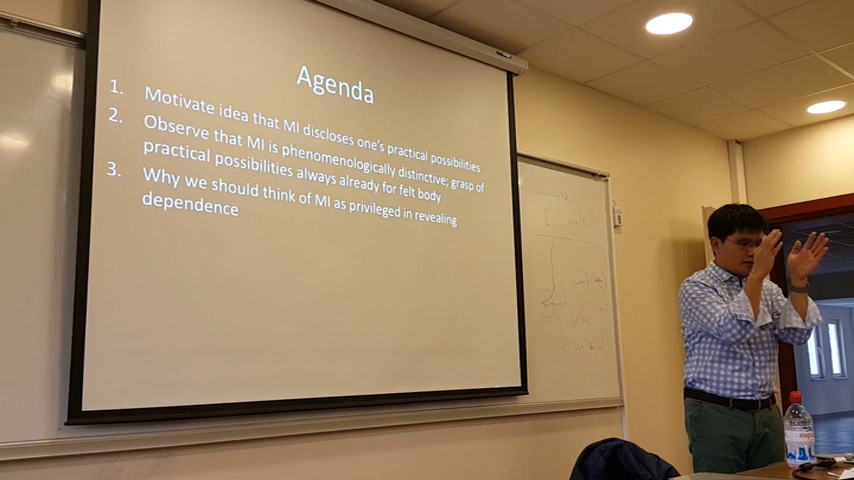 Agenda
1. Motivate idea that MI discloses one's practical possibilities
2. Observe that MI is phenomenologically distinctive; grasp of
practical possibilities always already for felt body
3. Why we should think of MI as privileged in revealing
dependence